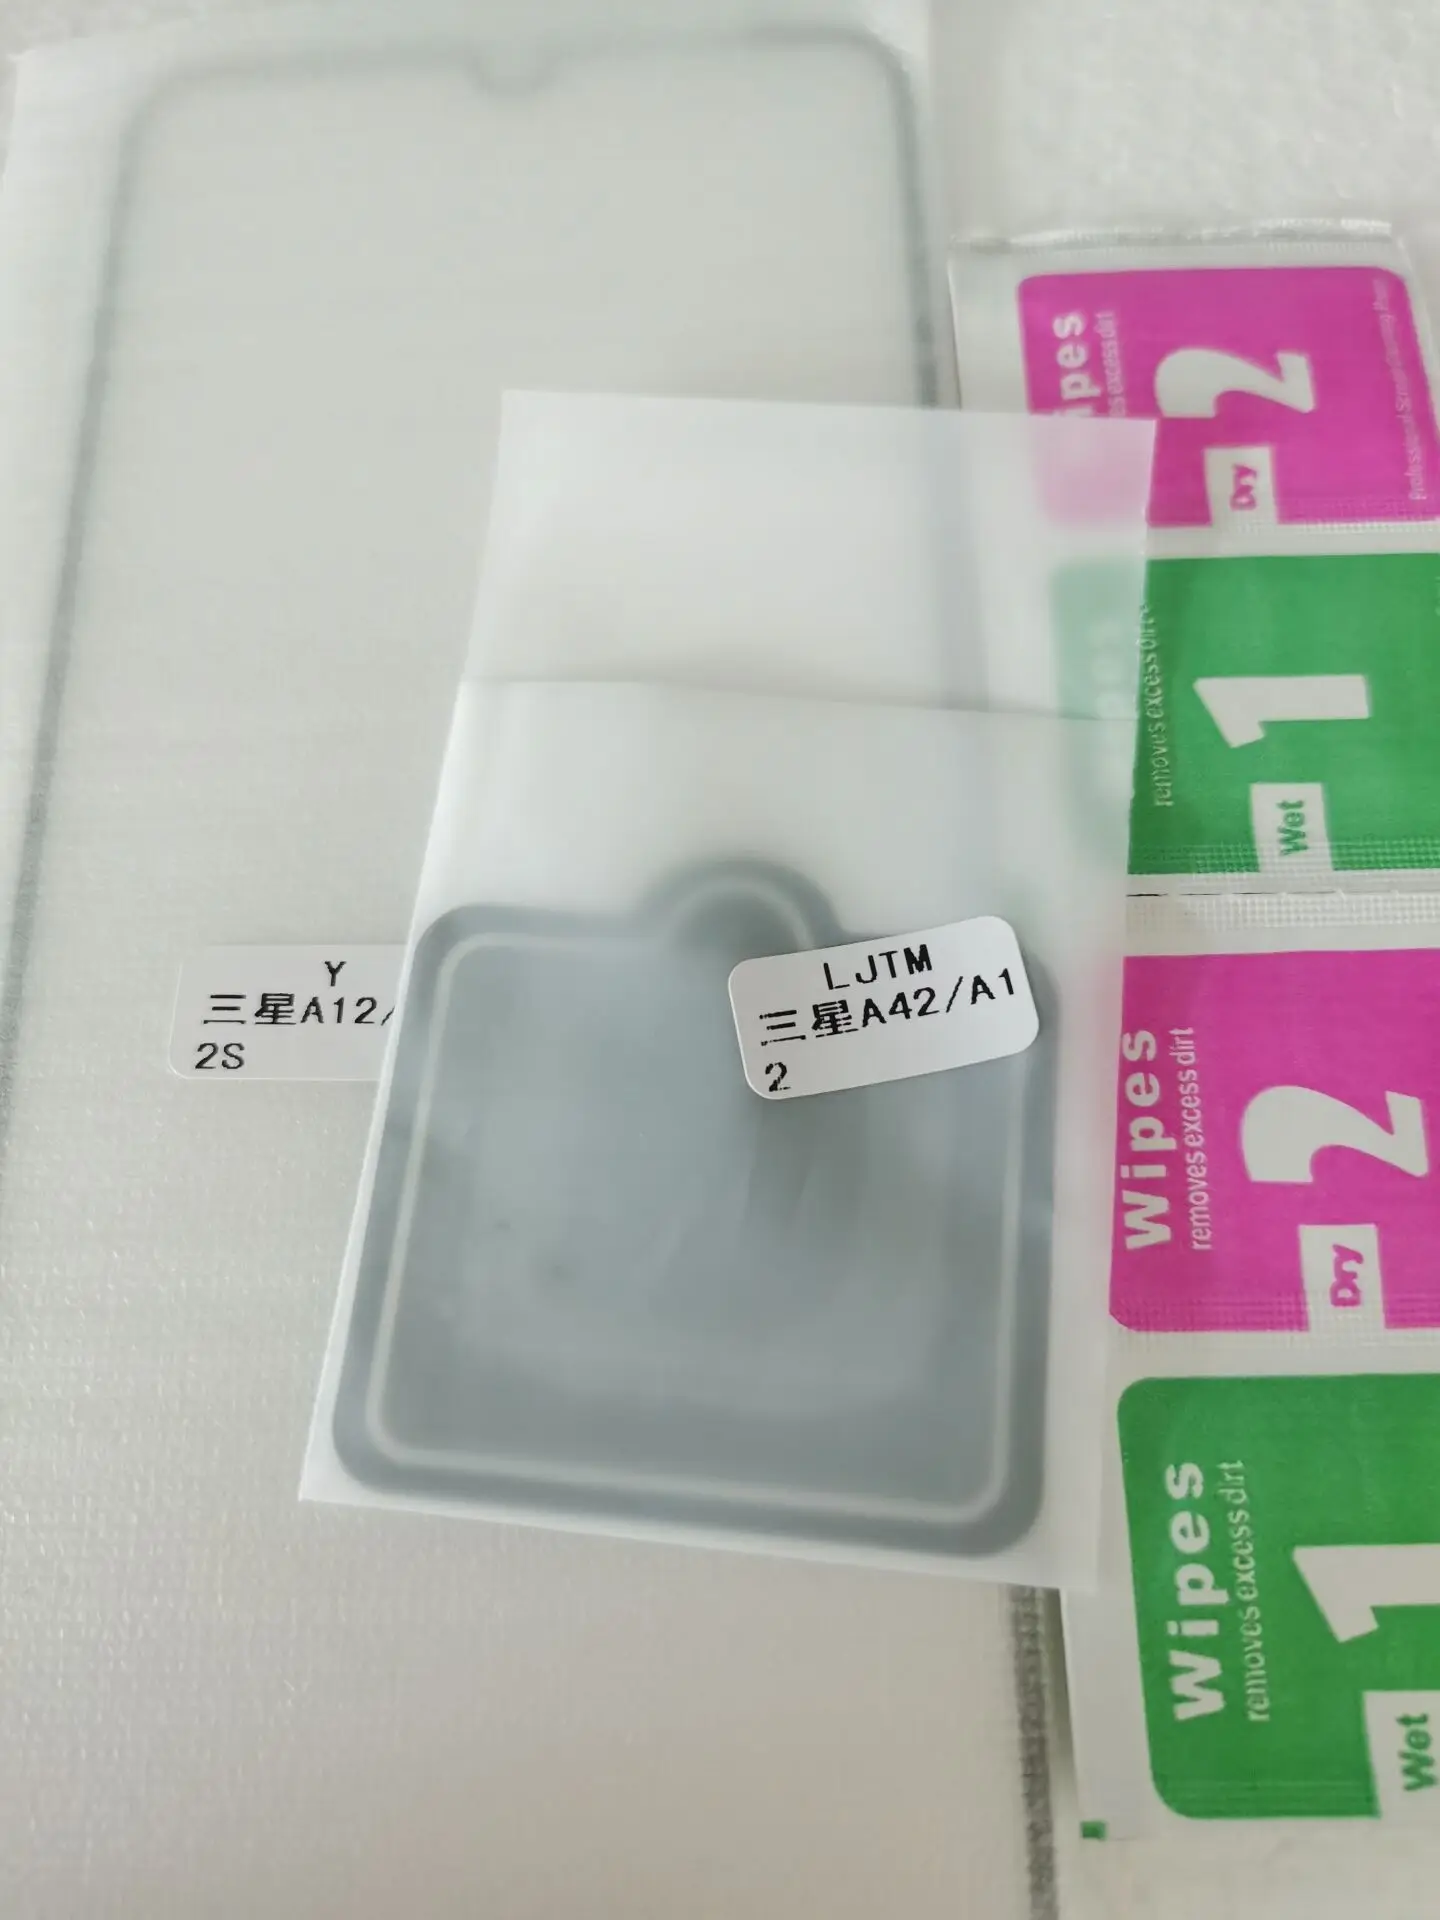 Wipes
removes excess dirt
2
Dry
Wet
1
removes excess dirt
Y
三星A12/
2S
LJTM
三星A42/A1
2
Wipes
removes excess dirt
2
Dry
Wipes
removes excess dirt
1
Wet